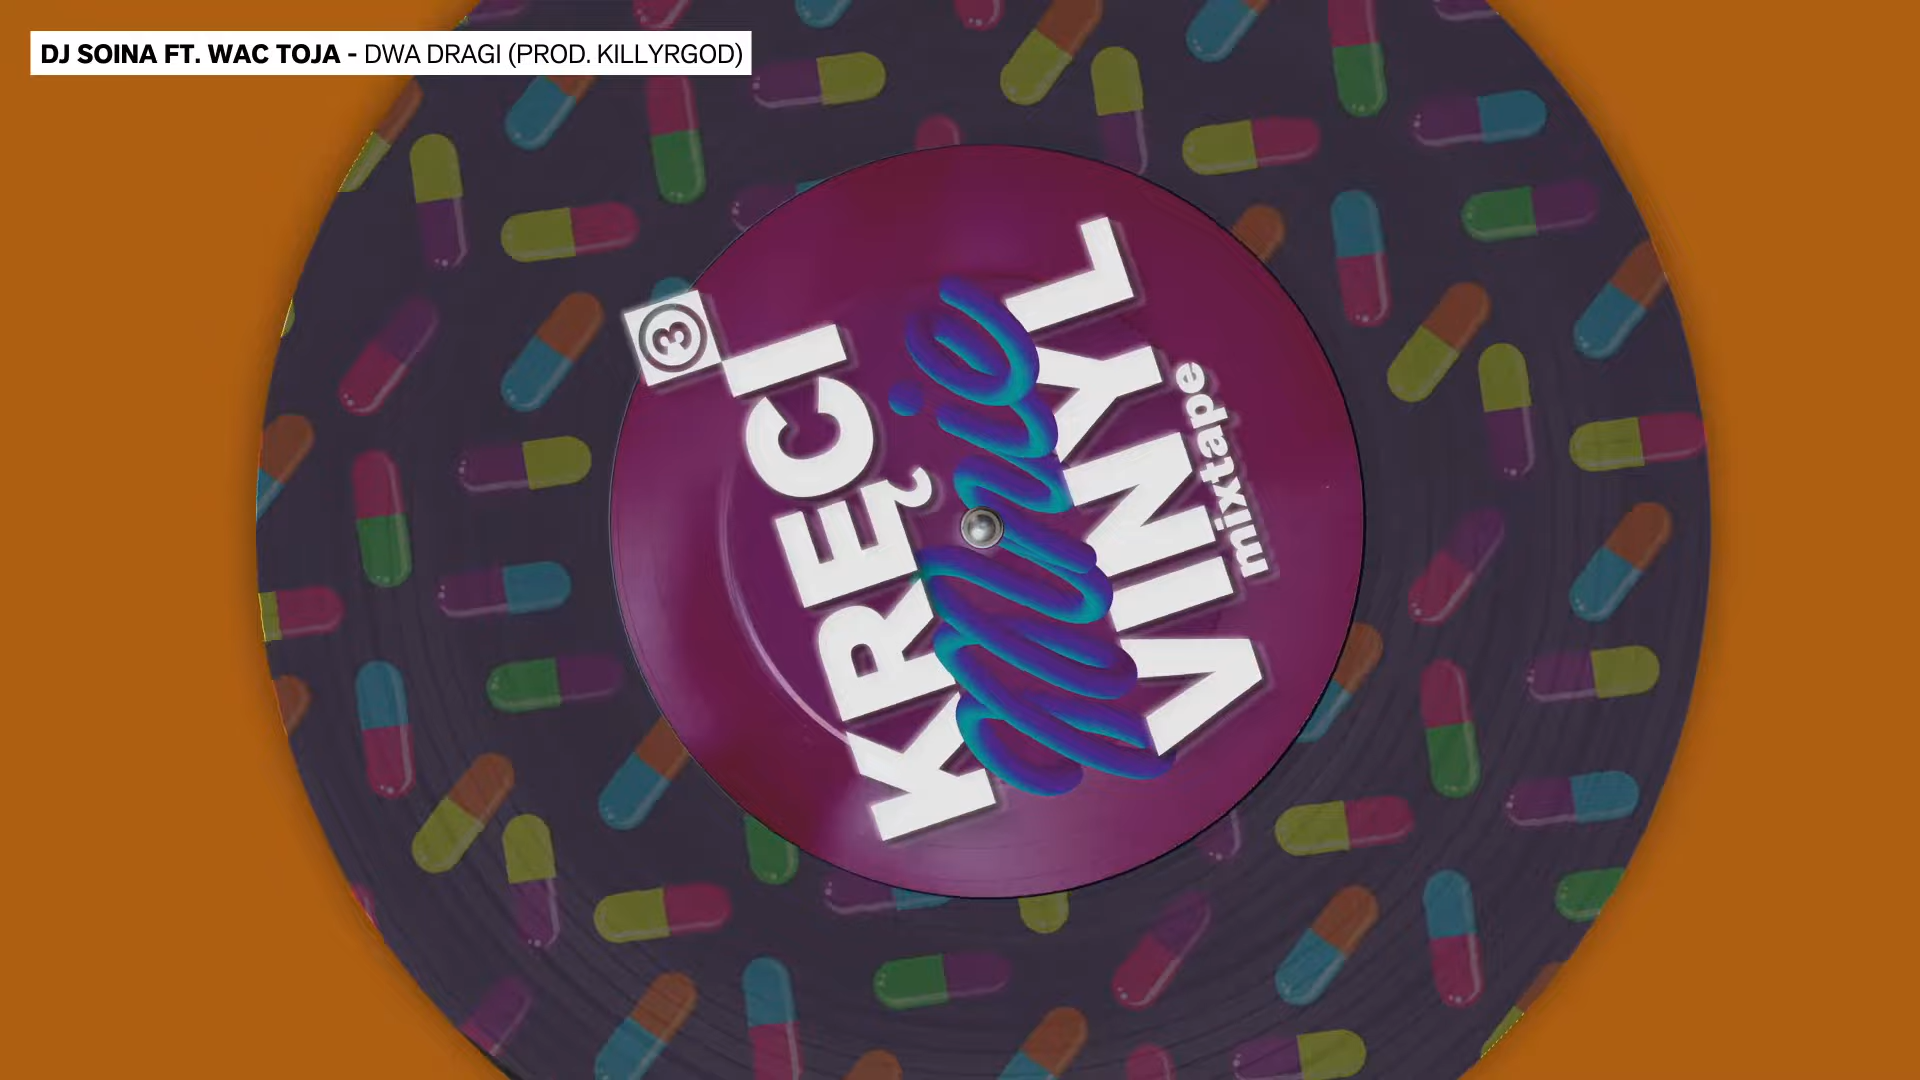 DJ SOINA FT. WAC TOJA - DWA DRAGI (PROD. KILLYRGOD)
KRĘCI
3
Mnie
VINYL
mixtape